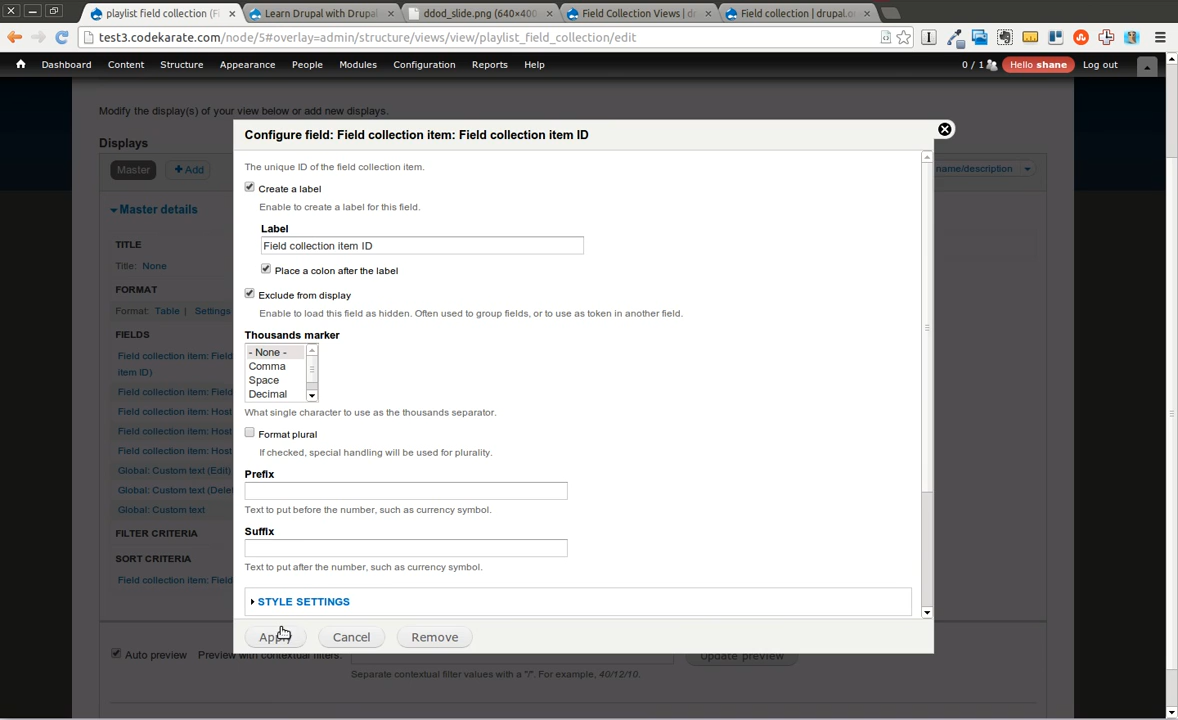 playlist field collection (Fi
Learn Drupal with Drupal
ddod_slide.png (640×400
Field Collection Views | dr
Field collection | drupal.o
test3.codekarate.com/node/5#overlay=admin/structure/views/view/playlist_field_collection/edit
Dashboard Content Structure Appearance People Modules Configuration Reports Help 0 / 1 Hello shane Log out
Modify the display(s) of your view below or add new displays.
Displays
Master + Add name/description
Master details
TITLE
Title: None
FORMAT
Format: Table | Settings
FIELDS
Field collection item: Field
item ID)
Field collection item: Field
Field collection item: Host
Field collection item: Host
Field collection item: Host
Global: Custom text (Edit)
Global: Custom text (Dele
Global: Custom text
FILTER CRITERIA
SORT CRITERIA
Field collection item: Field
Configure field: Field collection item: Field collection item ID
The unique ID of the field collection item.
Create a label
Enable to create a label for this field.
Label
Field collection item ID
Place a colon after the label
Exclude from display
Enable to load this field as hidden. Often used to group fields, or to use as token in another field.
Thousands marker
- None -
Comma
Space
Decimal
What single character to use as the thousands separator.
Format plural
If checked, special handling will be used for plurality.
Prefix
Text to put before the number, such as currency symbol.
Suffix
Text to put after the number, such as currency symbol.
STYLE SETTINGS
Apply Cancel Remove
Auto preview Preview with contextual filters: Update preview
Separate contextual filter values with a "/". For example, 40/12/10.